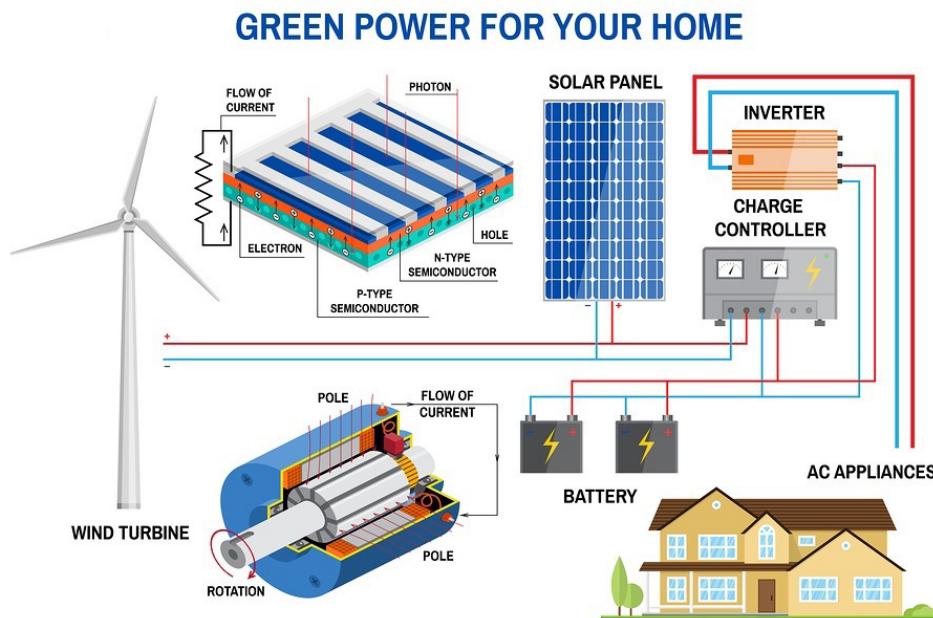 GREEN POWER FOR YOUR HOME
FLOW OF
CURRENT
PHOTON
SOLAR PANEL
INVERTER
CHARGE
CONTROLLER
ELECTRON
HOLE
N-TYPE
SEMICONDUCTOR
P-TYPE
SEMICONDUCTOR
− +
+
−
POLE
FLOW OF
CURRENT
− +
− +
BATTERY
AC APPLIANCES
WIND TURBINE
POLE
ROTATION